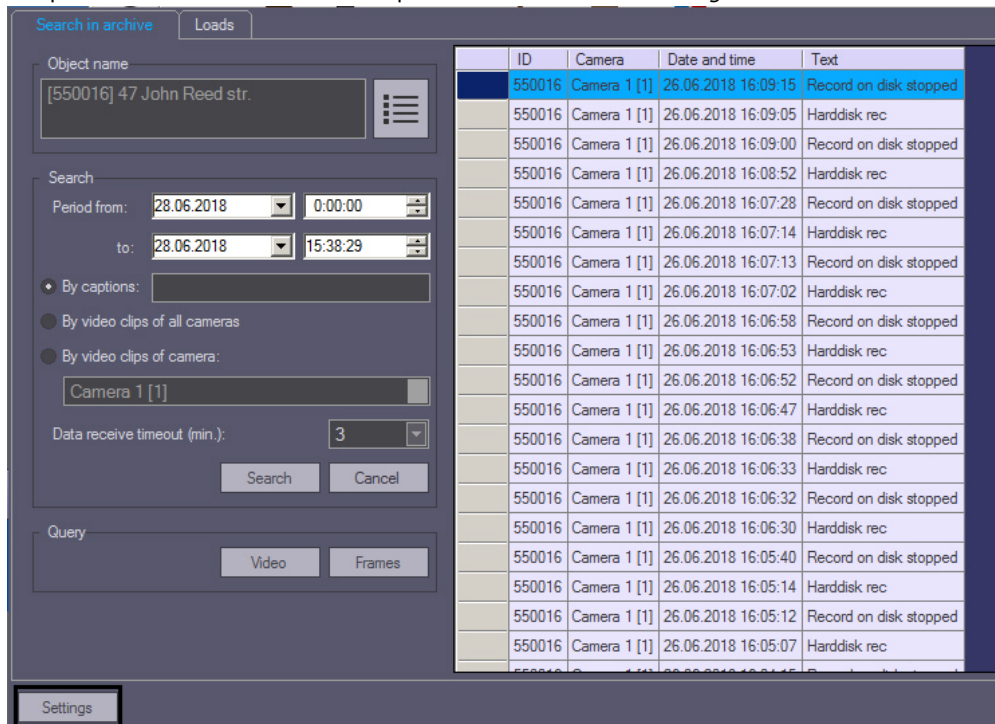 Search in archive Loads
Object name
[550016] 47 John Reed str.
Search
Period from: 28.06.2018 0:00:00
to: 28.06.2018 15:38:29
By captions:
By video clips of all cameras
By video clips of camera:
Camera 1 [1]
Data receive timeout (min.): 3
Search Cancel
Query
Video Frames
Settings
ID Camera Date and time Text
550016 Camera 1 [1] 26.06.2018 16:09:15 Record on disk stopped
550016 Camera 1 [1] 26.06.2018 16:09:05 Harddisk rec
550016 Camera 1 [1] 26.06.2018 16:09:00 Record on disk stopped
550016 Camera 1 [1] 26.06.2018 16:08:52 Harddisk rec
550016 Camera 1 [1] 26.06.2018 16:07:28 Record on disk stopped
550016 Camera 1 [1] 26.06.2018 16:07:14 Harddisk rec
550016 Camera 1 [1] 26.06.2018 16:07:13 Record on disk stopped
550016 Camera 1 [1] 26.06.2018 16:07:02 Harddisk rec
550016 Camera 1 [1] 26.06.2018 16:06:58 Record on disk stopped
550016 Camera 1 [1] 26.06.2018 16:06:53 Harddisk rec
550016 Camera 1 [1] 26.06.2018 16:06:52 Record on disk stopped
550016 Camera 1 [1] 26.06.2018 16:06:47 Harddisk rec
550016 Camera 1 [1] 26.06.2018 16:06:38 Record on disk stopped
550016 Camera 1 [1] 26.06.2018 16:06:33 Harddisk rec
550016 Camera 1 [1] 26.06.2018 16:06:32 Record on disk stopped
550016 Camera 1 [1] 26.06.2018 16:06:30 Harddisk rec
550016 Camera 1 [1] 26.06.2018 16:05:40 Record on disk stopped
550016 Camera 1 [1] 26.06.2018 16:05:14 Harddisk rec
550016 Camera 1 [1] 26.06.2018 16:05:12 Record on disk stopped
550016 Camera 1 [1] 26.06.2018 16:05:07 Harddisk rec